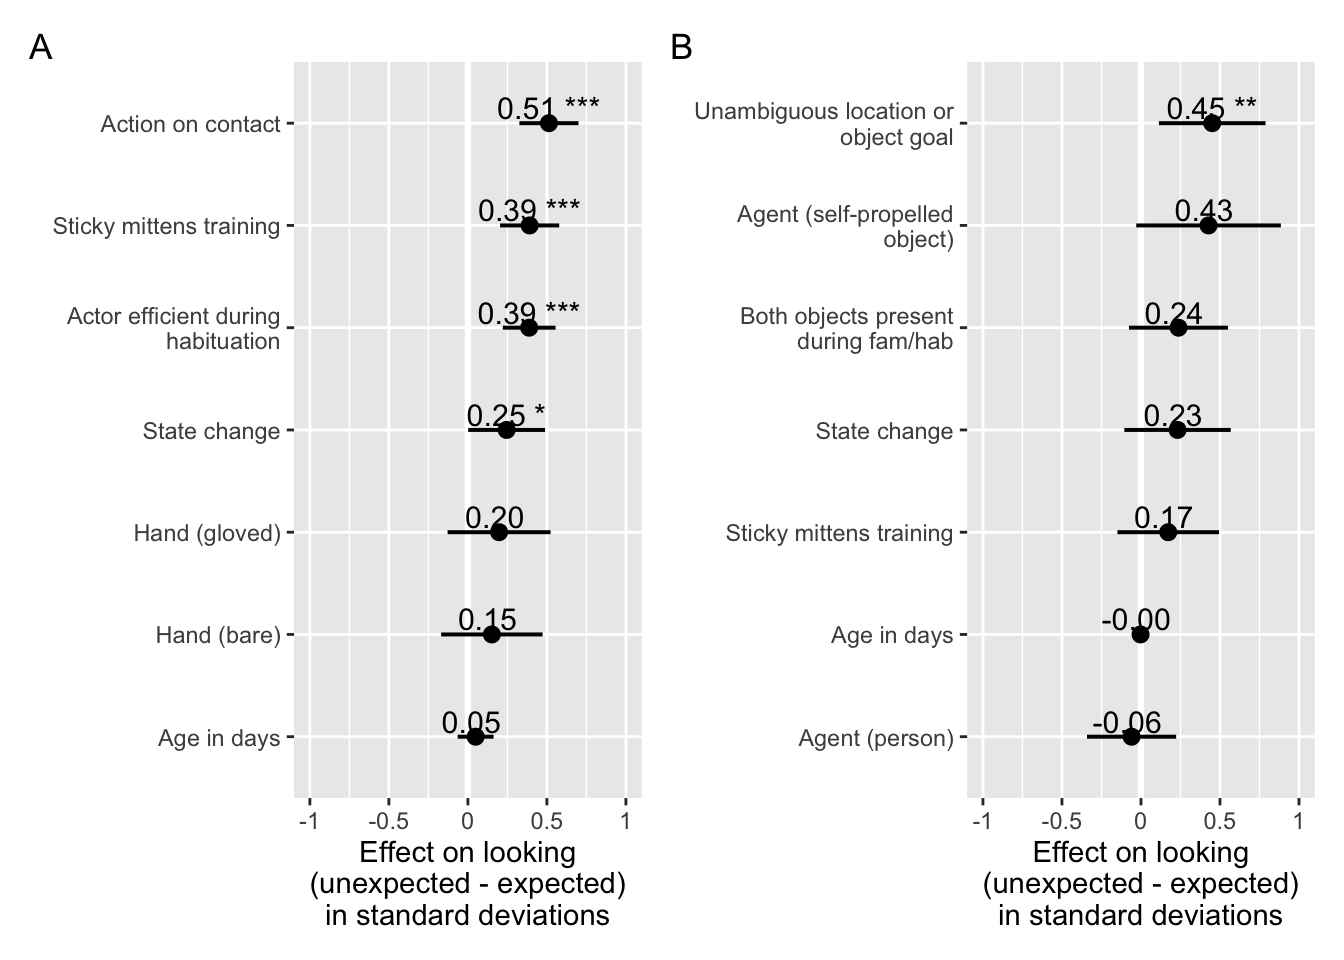 A
Action on contact
0.51 ***
Sticky mittens training
0.39 ***
Actor efficient during
habituation
0.39 ***
State change
0.25 *
Hand (gloved)
0.20
Hand (bare)
0.15
Age in days
0.05
-1 -0.5 0 0.5 1
Effect on looking
(unexpected - expected)
in standard deviations
B
Unambiguous location or
object goal
0.45 **
Agent (self-propelled
object)
0.43
Both objects present
during fam/hab
0.24
State change
0.23
Sticky mittens training
0.17
Age in days
-0.00
Agent (person)
-0.06
-1 -0.5 0 0.5 1
Effect on looking
(unexpected - expected)
in standard deviations